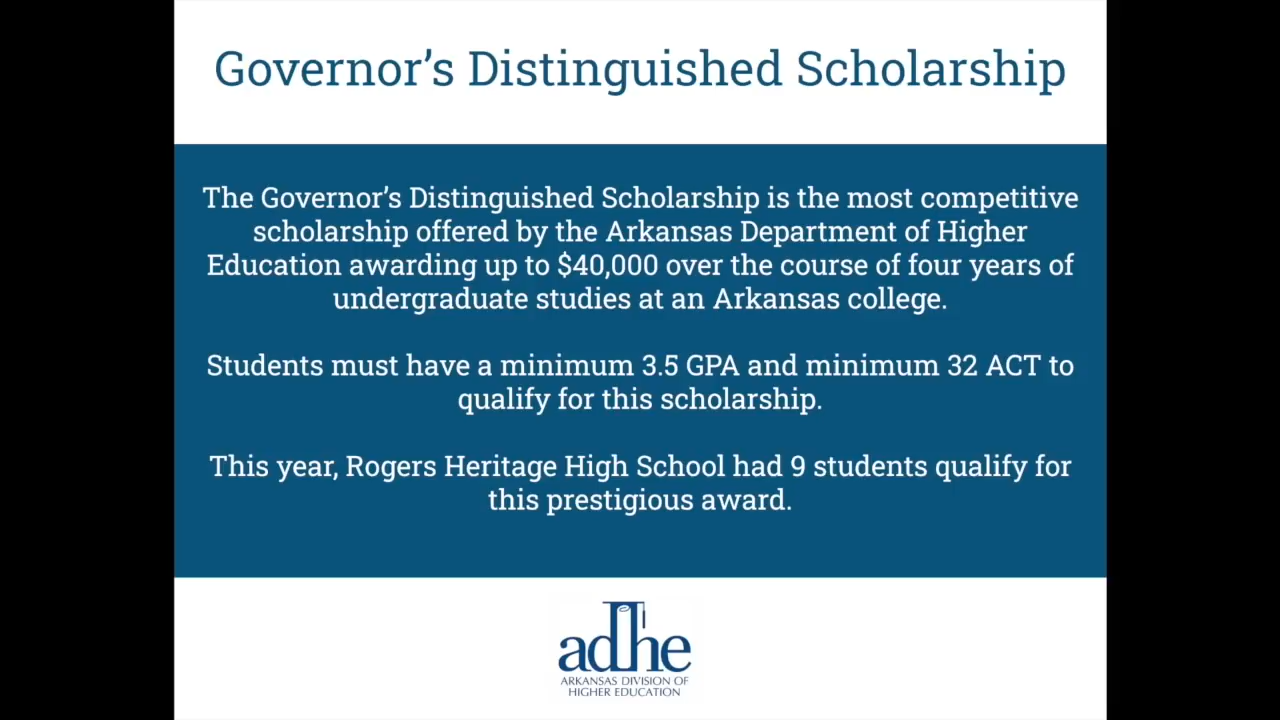 Governor’s Distinguished Scholarship
The Governor’s Distinguished Scholarship is the most competitive
scholarship offered by the Arkansas Department of Higher
Education awarding up to $40,000 over the course of four years of
undergraduate studies at an Arkansas college.
Students must have a minimum 3.5 GPA and minimum 32 ACT to
qualify for this scholarship.
This year, Rogers Heritage High School had 9 students qualify for
this prestigious award.
adhe
ARKANSAS DIVISION OF
HIGHER EDUCATION